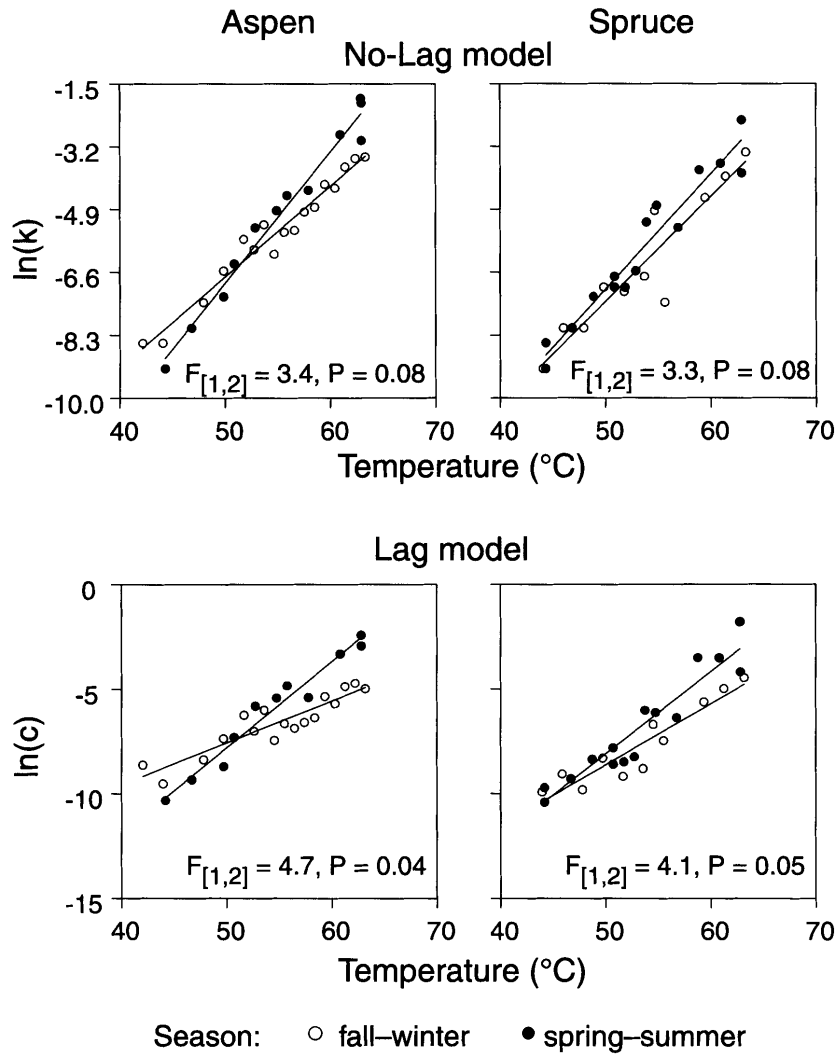 Aspen Spruce
No-Lag model
-1.5
-3.2
-4.9
-6.6
-8.3
-10.0
ln(k)
F[1,2] = 3.4, P = 0.08
F[1,2] = 3.3, P = 0.08
40 50 60 70 40 50 60 70
Temperature (°C) Temperature (°C)
Lag model
0
-5
-10
-15
ln(c)
F[1,2] = 4.7, P = 0.04
F[1,2] = 4.1, P = 0.05
40 50 60 70 40 50 60 70
Temperature (°C) Temperature (°C)
Season: fall–winter spring–summer